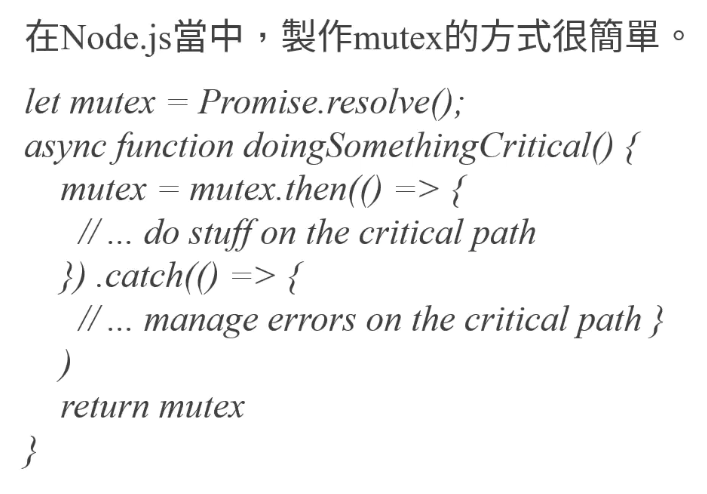 在Node.js當中，製作mutex的方式很簡單。
let mutex = Promise.resolve();
async function doingSomethingCritical() {
mutex = mutex.then(() => {
// ... do stuff on the critical path
}) .catch(() => {
// ... manage errors on the critical path }
)
return mutex
}